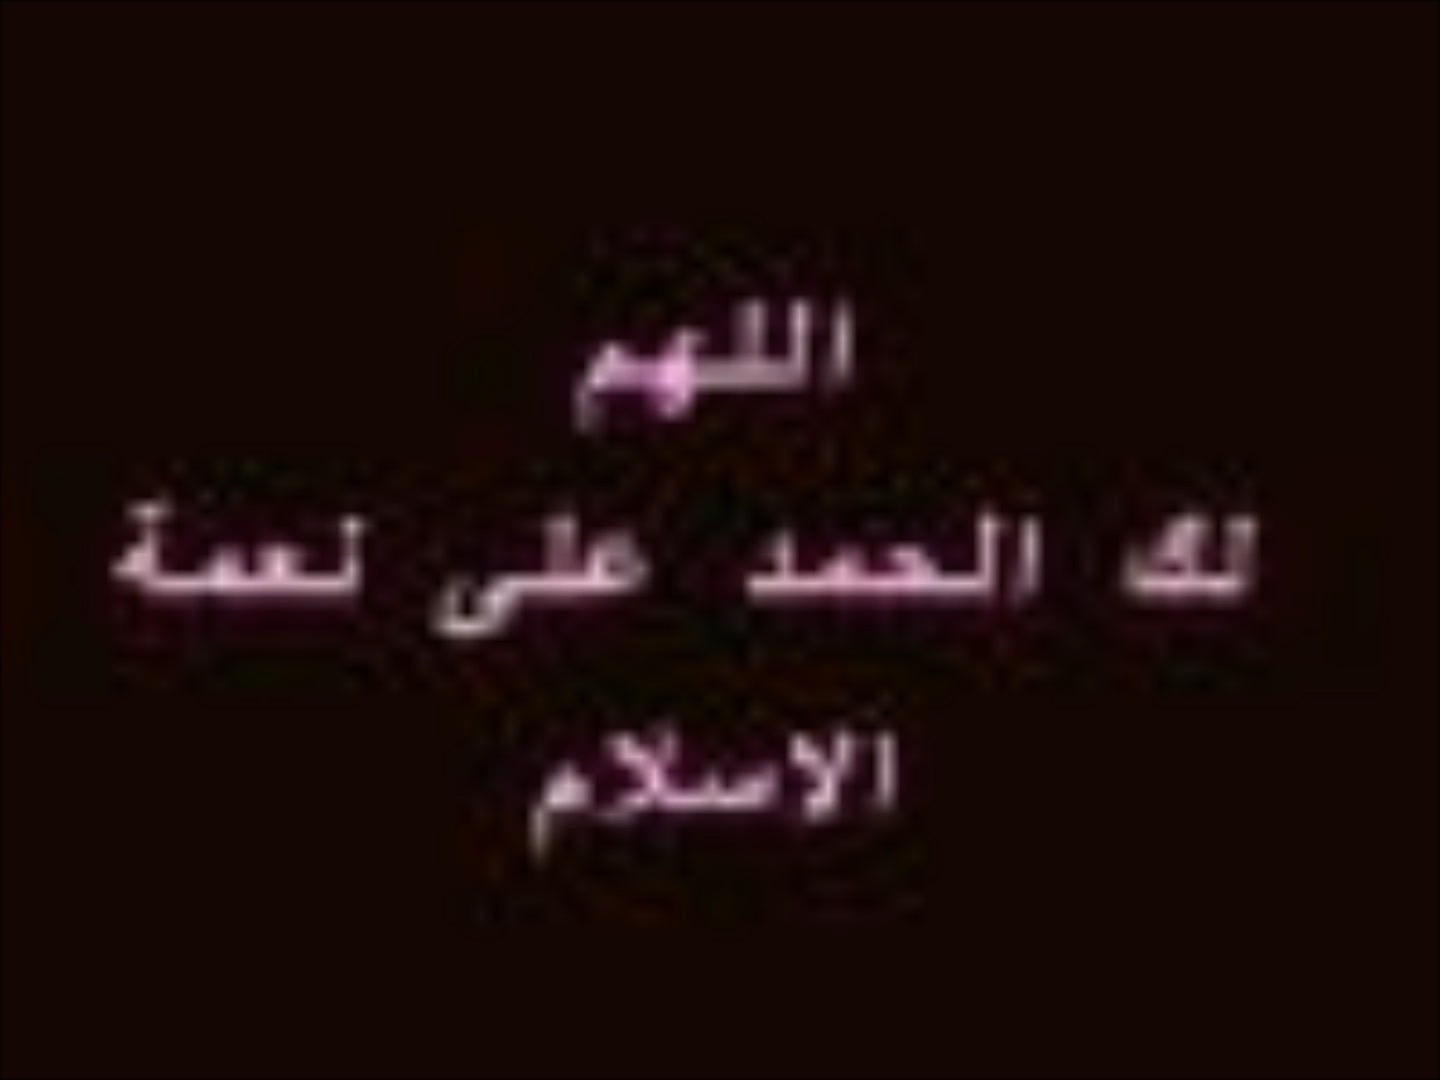 اللهم
لك الحمد على نعمة
الاسلام